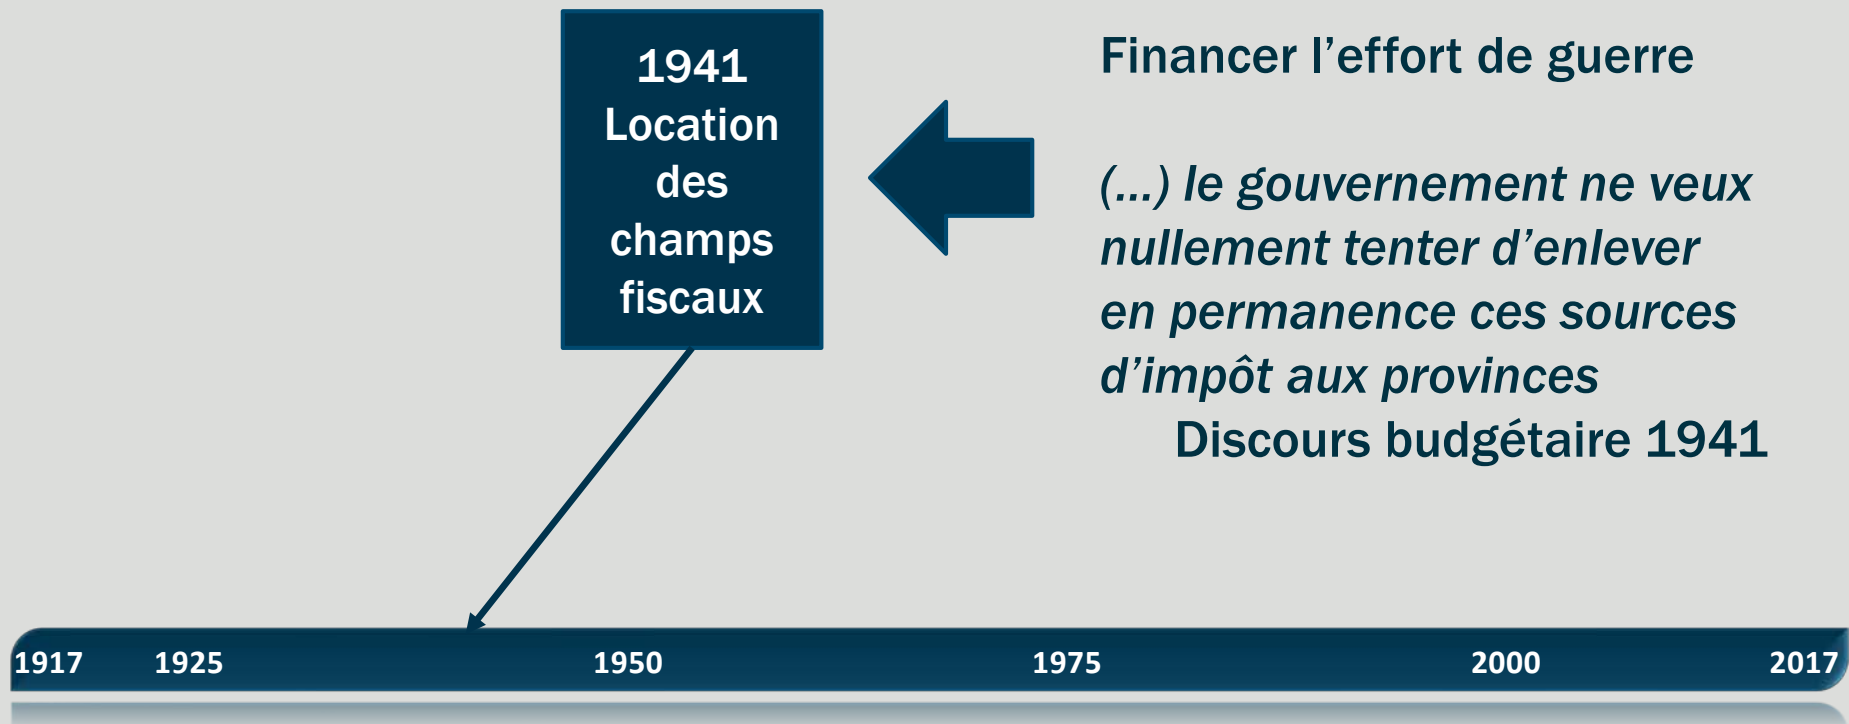 1941
Location
des
champs
fiscaux
Financer l’effort de guerre
(…) le gouvernement ne veux
nullement tenter d’enlever
en permanence ces sources
d’impôt aux provinces
Discours budgétaire 1941
1917 1925 1950 1975 2000 2017